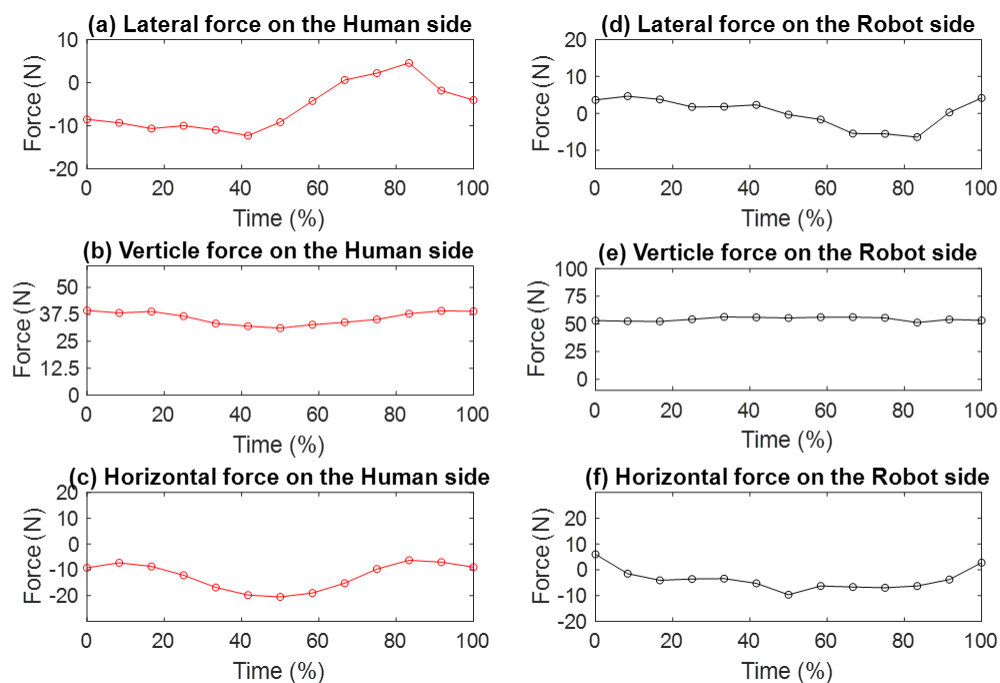 (a) Lateral force on the Human side
10
0
-10
-20
Force (N)
0 20 40 60 80 100
Time (%)
(b) Verticle force on the Human side
50
37.5
25
12.5
0
Force (N)
0 20 40 60 80 100
Time (%)
(c) Horizontal force on the Human side
20
10
0
-10
-20
Force (N)
0 20 40 60 80 100
Time (%)
(d) Lateral force on the Robot side
20
10
0
-10
Force (N)
0 20 40 60 80 100
Time (%)
(e) Verticle force on the Robot side
100
75
50
25
0
Force (N)
0 20 40 60 80 100
Time (%)
(f) Horizontal force on the Robot side
20
10
0
-10
-20
Force (N)
0 20 40 60 80 100
Time (%)